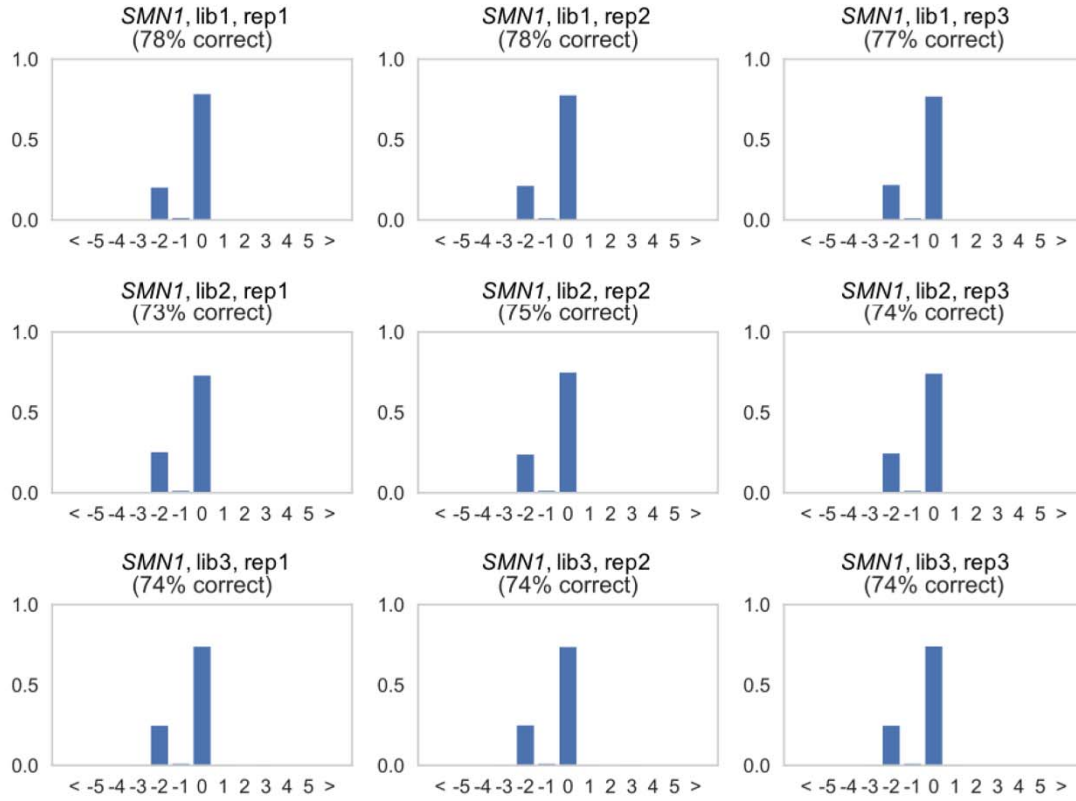 SMN1, lib1, rep1
(78% correct)
SMN1, lib1, rep2
(78% correct)
SMN1, lib1, rep3
(77% correct)
1.0
0.5
0.0
< -5 -4 -3 -2 -1 0 1 2 3 4 5 >
1.0
0.5
0.0
< -5 -4 -3 -2 -1 0 1 2 3 4 5 >
1.0
0.5
0.0
< -5 -4 -3 -2 -1 0 1 2 3 4 5 >
SMN1, lib2, rep1
(73% correct)
SMN1, lib2, rep2
(75% correct)
SMN1, lib2, rep3
(74% correct)
1.0
0.5
0.0
< -5 -4 -3 -2 -1 0 1 2 3 4 5 >
1.0
0.5
0.0
< -5 -4 -3 -2 -1 0 1 2 3 4 5 >
1.0
0.5
0.0
< -5 -4 -3 -2 -1 0 1 2 3 4 5 >
SMN1, lib3, rep1
(74% correct)
SMN1, lib3, rep2
(74% correct)
SMN1, lib3, rep3
(74% correct)
1.0
0.5
0.0
< -5 -4 -3 -2 -1 0 1 2 3 4 5 >
1.0
0.5
0.0
< -5 -4 -3 -2 -1 0 1 2 3 4 5 >
1.0
0.5
0.0
< -5 -4 -3 -2 -1 0 1 2 3 4 5 >